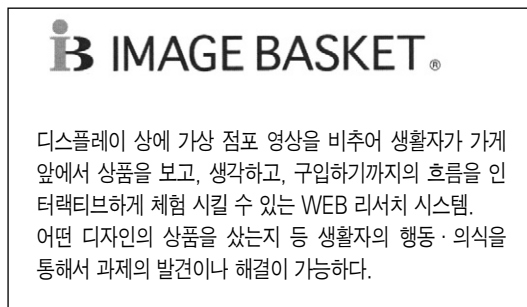 iB IMAGE BASKET®
디스플레이 상에 가상 점포 영상을 비추어 생활자가 가게
앞에서 상품을 보고, 생각하고, 구입하기까지의 흐름을 인
터랙티브하게 체험 시킬 수 있는 WEB 리서치 시스템.
어떤 디자인의 상품을 샀는지 등 생활자의 행동 · 의식을
통해서 과제의 발견이나 해결이 가능하다.